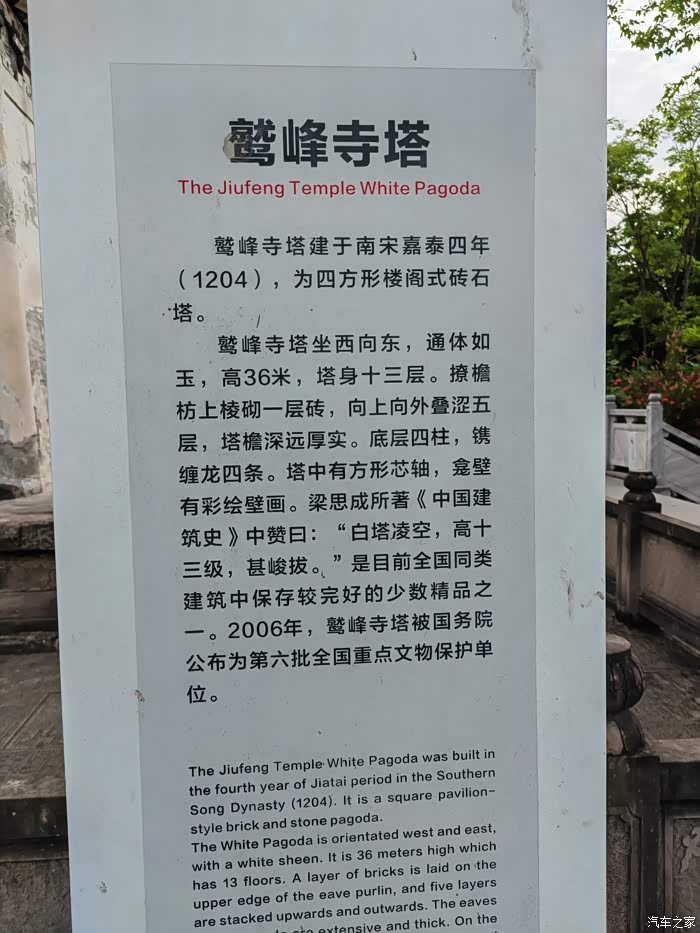 鹫峰寺塔
The Jiufeng Temple White Pagoda
鹫峰寺塔建于南宋嘉泰四年
（1204），为四方形楼阁式砖石
塔。
鹫峰寺塔坐西向东，通体如
玉，高36米，塔身十三层。撩檐
枋上棱砌一层砖，向上向外叠涩五
层，塔檐深远厚实。底层四柱，镌
缠龙四条。塔中有方形芯轴，龛壁
有彩绘壁画。梁思成所著《中国建
筑史》中赞曰：“白塔凌空，高十
三级，甚峻拔。”是目前全国同类
建筑中保存较完好的少数精品之
一。2006年，鹫峰寺塔被国务院
公布为第六批全国重点文物保护单
位。
The Jiufeng Temple White Pagoda was built in
the fourth year of Jiatai period in the Southern
Song Dynasty (1204). It is a square pavilion-
style brick and stone pagoda.
The White Pagoda is orientated west and east,
with a white sheen. It is 36 meters high which
has 13 floors. A layer of bricks is laid on the
upper edge of the eave purlin, and five layers
are stacked upwards and outwards. The eaves
are extensive and thick. On the
汽车之家